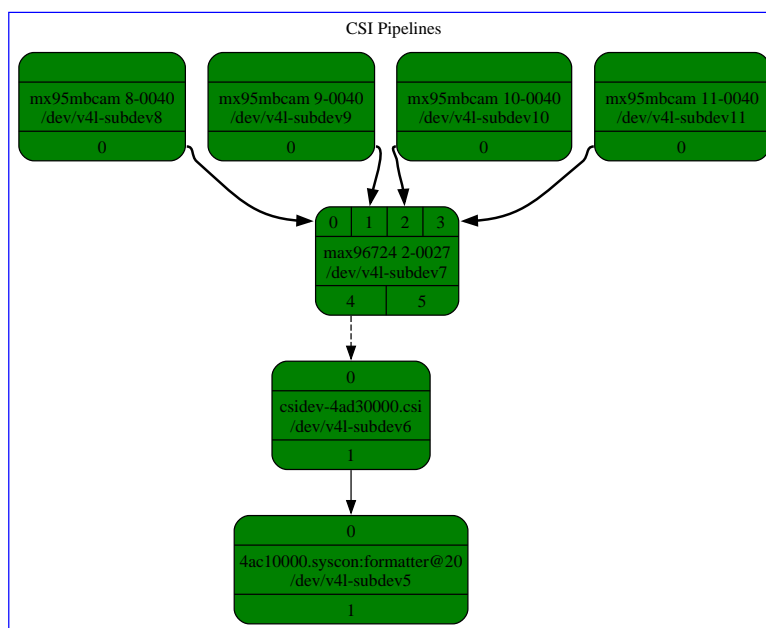 CSI Pipelines
mx95mbcam 8-0040
/dev/v4l-subdev8
0
mx95mbcam 9-0040
/dev/v4l-subdev9
0
mx95mbcam 10-0040
/dev/v4l-subdev10
0
mx95mbcam 11-0040
/dev/v4l-subdev11
0
0 1 2 3
max96724 2-0027
/dev/v4l-subdev7
4 5
0
csidev-4ad30000.csi
/dev/v4l-subdev6
1
0
4ac10000.syscon:formatter@20
/dev/v4l-subdev5
1